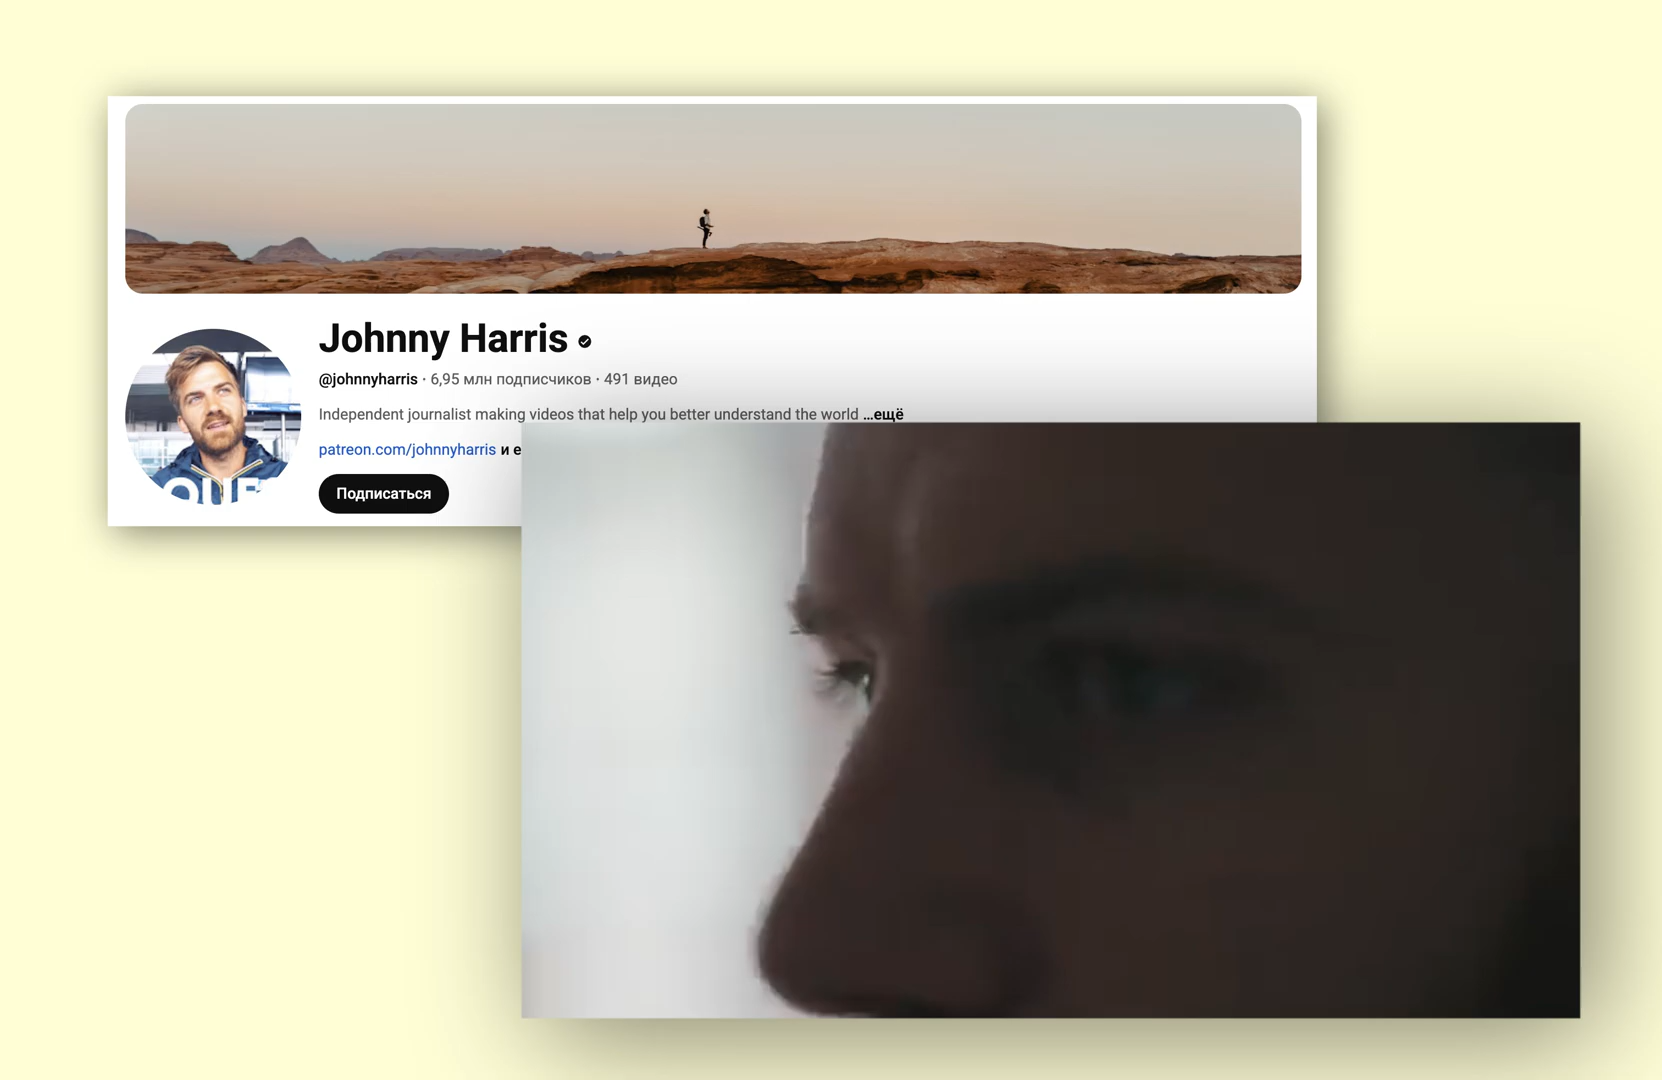 Johnny Harris
@johnnyharris · 6,95 млн подписчиков · 491 видео
Independent journalist making videos that help you better understand the world ...ещё
patreon.com/johnnyharris и е
Подписаться